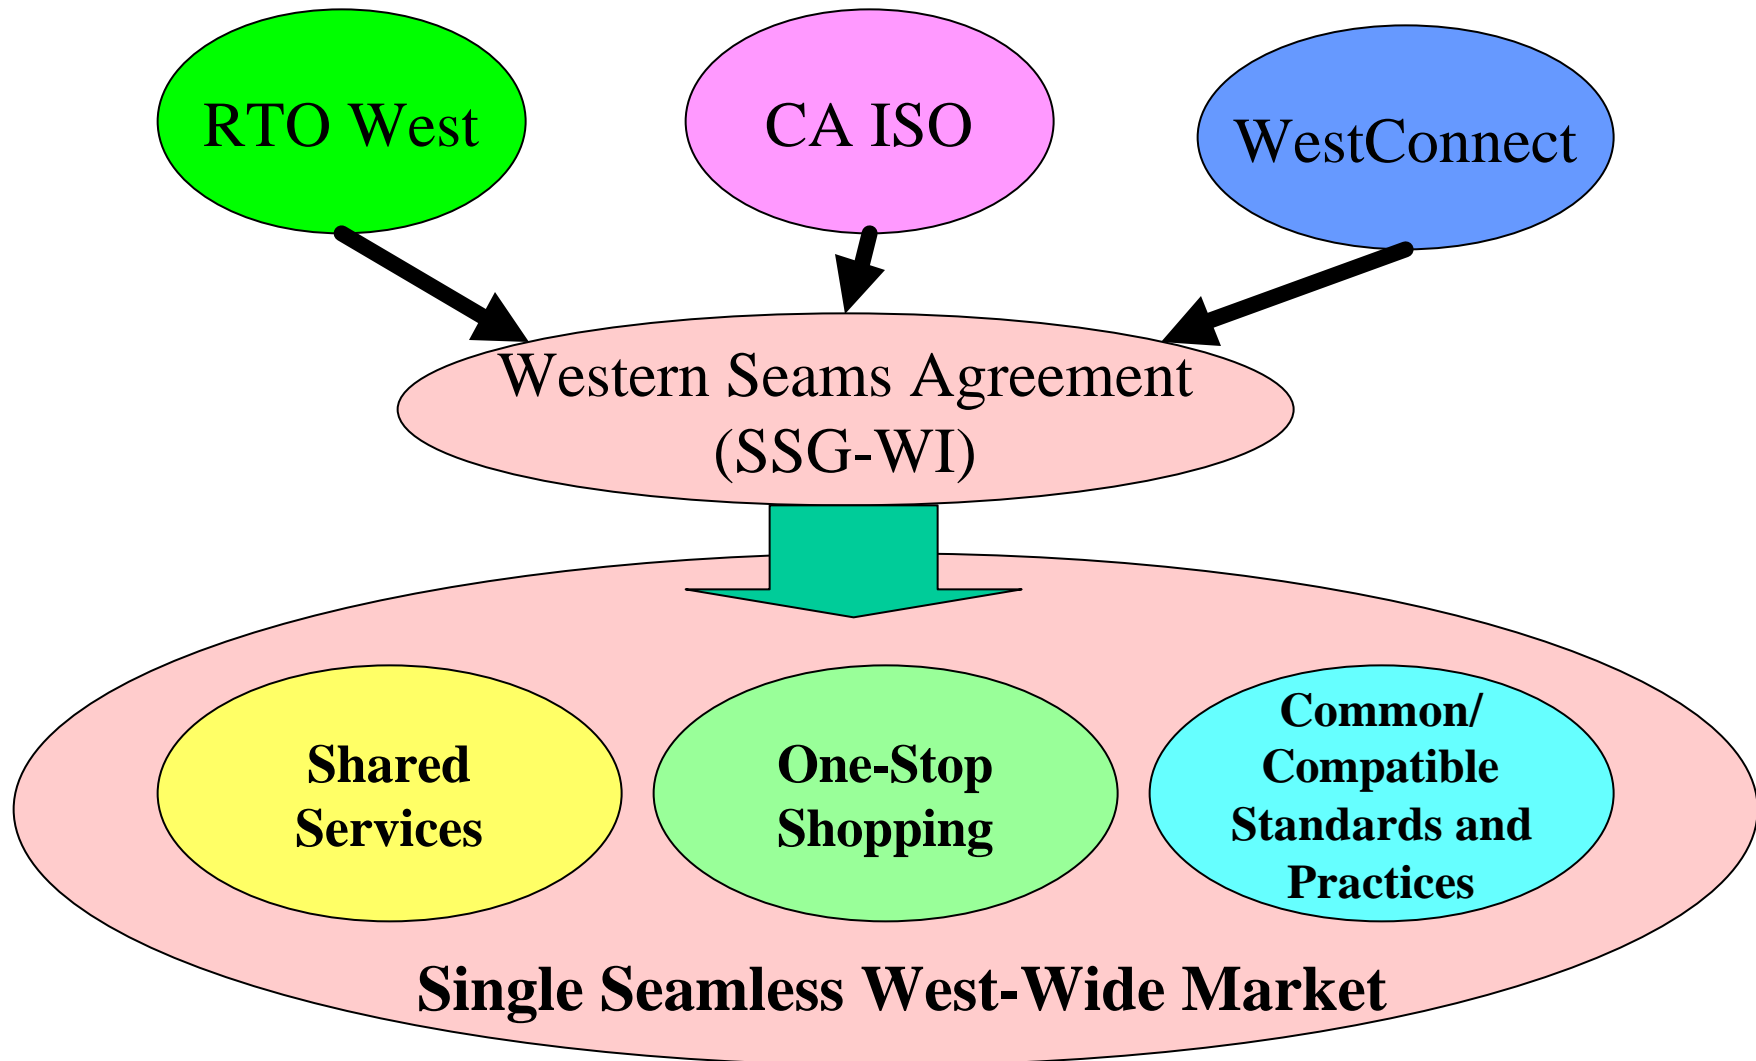 RTO West
CA ISO
WestConnect
Western Seams Agreement
(SSG-WI)
Shared
Services
One-Stop
Shopping
Common/
Compatible
Standards and
Practices
Single Seamless West-Wide Market